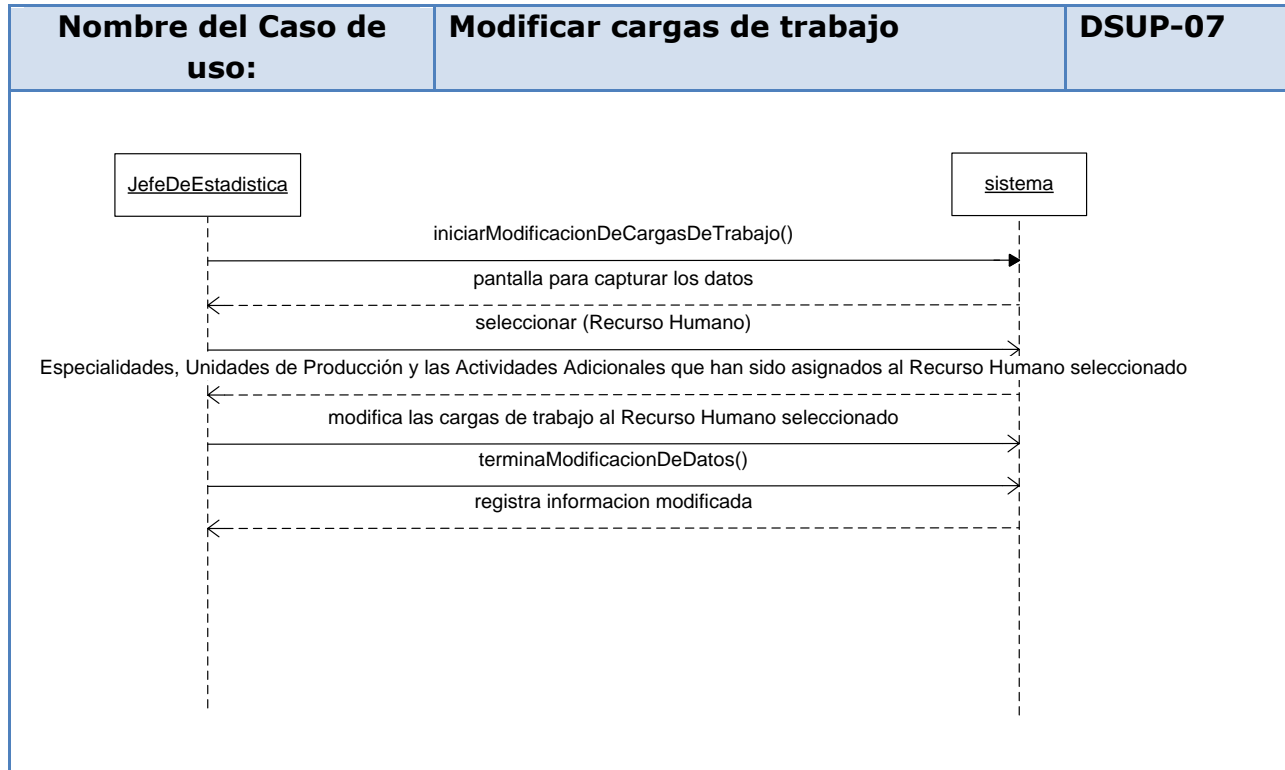 Nombre del Caso de
uso:
Modificar cargas de trabajo
DSUP-07
JefeDeEstadistica
sistema
iniciarModificacionDeCargasDeTrabajo()
pantalla para capturar los datos
seleccionar (Recurso Humano)
Especialidades, Unidades de Producción y las Actividades Adicionales que han sido asignados al Recurso Humano seleccionado
modifica las cargas de trabajo al Recurso Humano seleccionado
terminaModificacionDeDatos()
registra informacion modificada